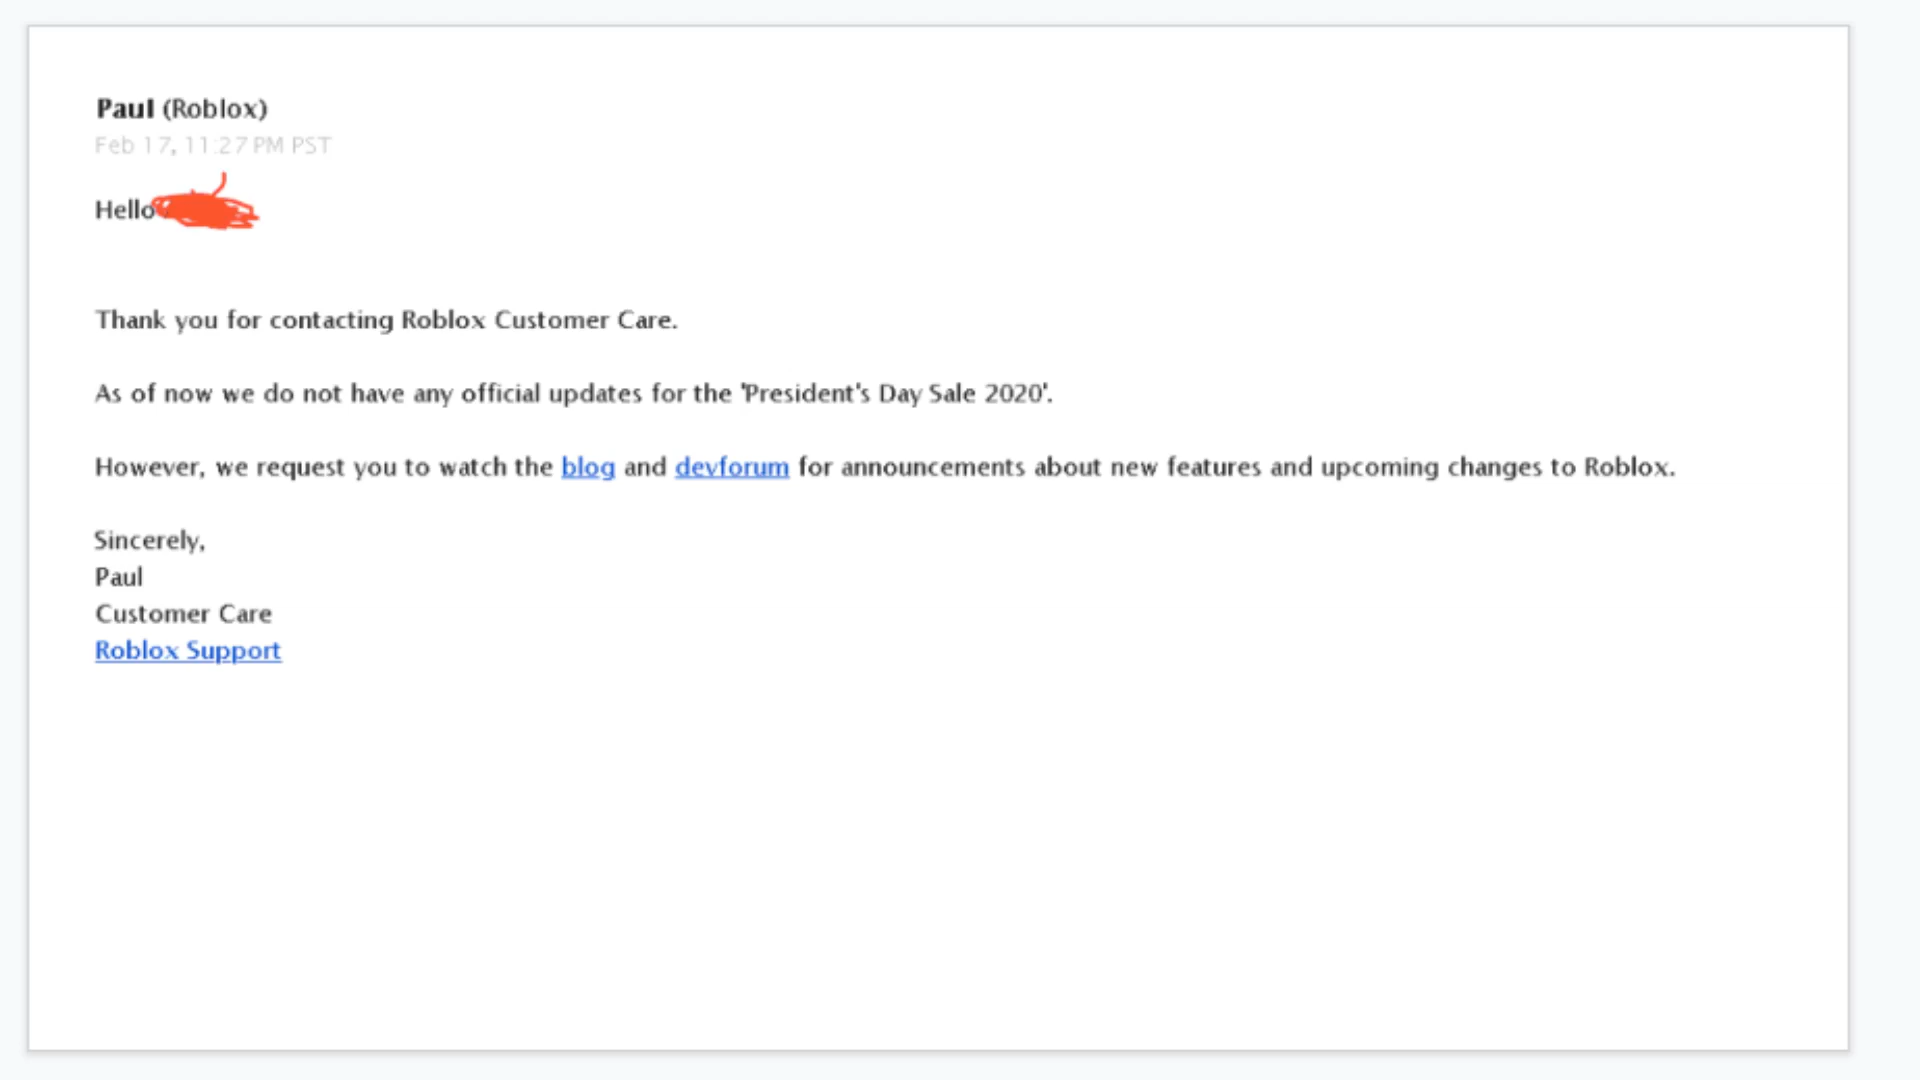 Paul (Roblox)
Feb 17, 11:27 PM PST
Hello
Thank you for contacting Roblox Customer Care.
As of now we do not have any official updates for the 'President's Day Sale 2020'.
However, we request you to watch the blog and devforum for announcements about new features and upcoming changes to Roblox.
Sincerely,
Paul
Customer Care
Roblox Support